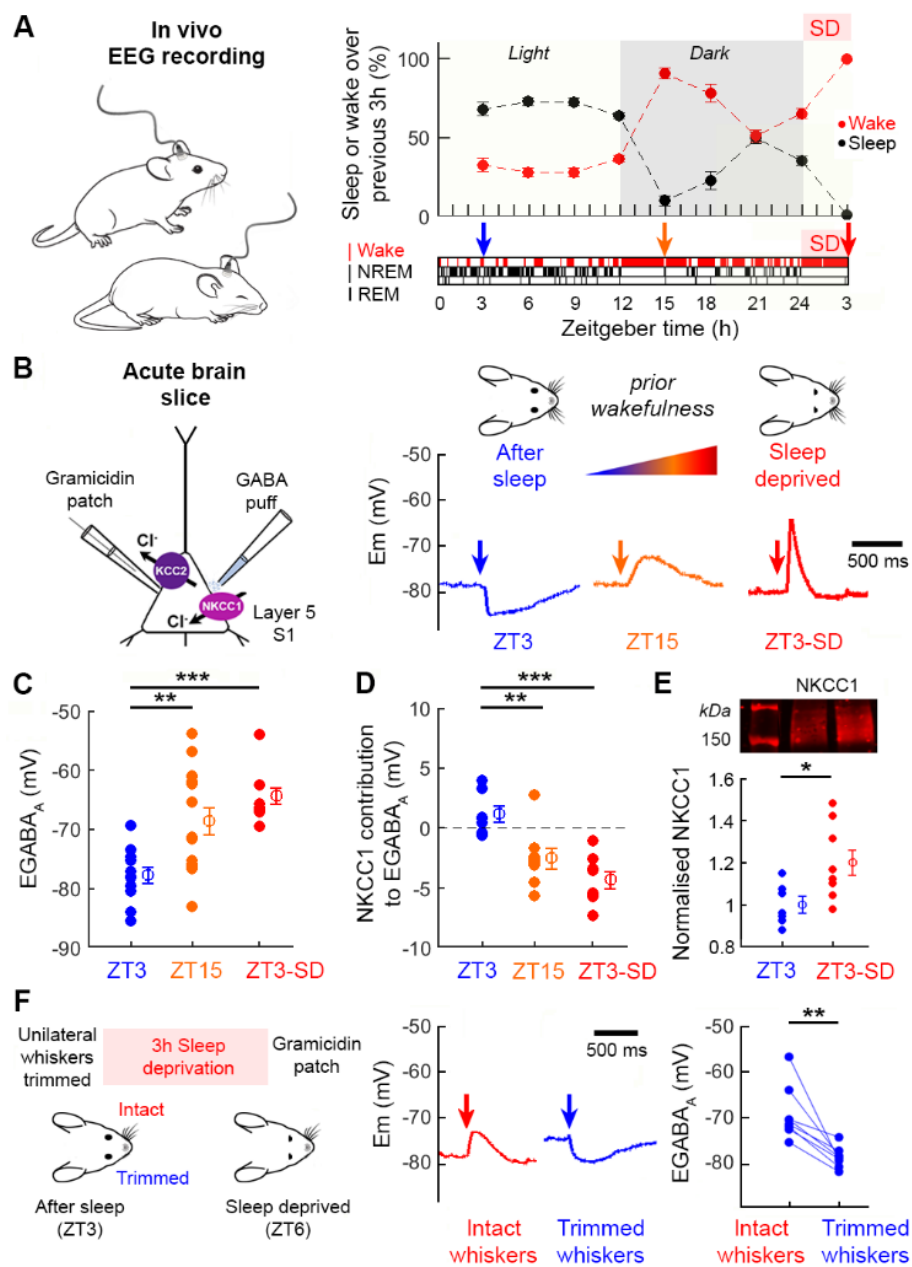 A
In vivo
EEG recording
SD
Light
Dark
Sleep or wake over
previous 3h (%)
100
50
0
Wake
Sleep
SD
Wake
NREM
REM
0 3 6 9 12 15 18 21 24 3
Zeitgeber time (h)
B
Acute brain
slice
Gramicidin
patch
GABA
puff
Cl-
KCC2
NKCC1
Cl-
Layer 5
S1
prior
wakefulness
After
sleep
Sleep
deprived
Em (mV)
-50
-60
-70
-80
500 ms
ZT3
ZT15
ZT3-SD
C
***
**
EGABAA (mV)
-50
-60
-70
-80
-90
ZT3
ZT15
ZT3-SD
D
***
**
NKCC1 contribution
to EGABAA (mV)
10
5
0
-5
-10
ZT3
ZT15
ZT3-SD
E
NKCC1
kDa
150
*
Normalised NKCC1
1.6
1.4
1.2
1
0.8
ZT3
ZT3-SD
F
Unilateral
whiskers
trimmed
3h Sleep
deprivation
Gramicidin
patch
Intact
Trimmed
After sleep
(ZT3)
Sleep deprived
(ZT6)
Em (mV)
-50
-60
-70
-80
500 ms
Intact
whiskers
Trimmed
whiskers
**
EGABAA (mV)
-50
-60
-70
-80
Intact
whiskers
Trimmed
whiskers